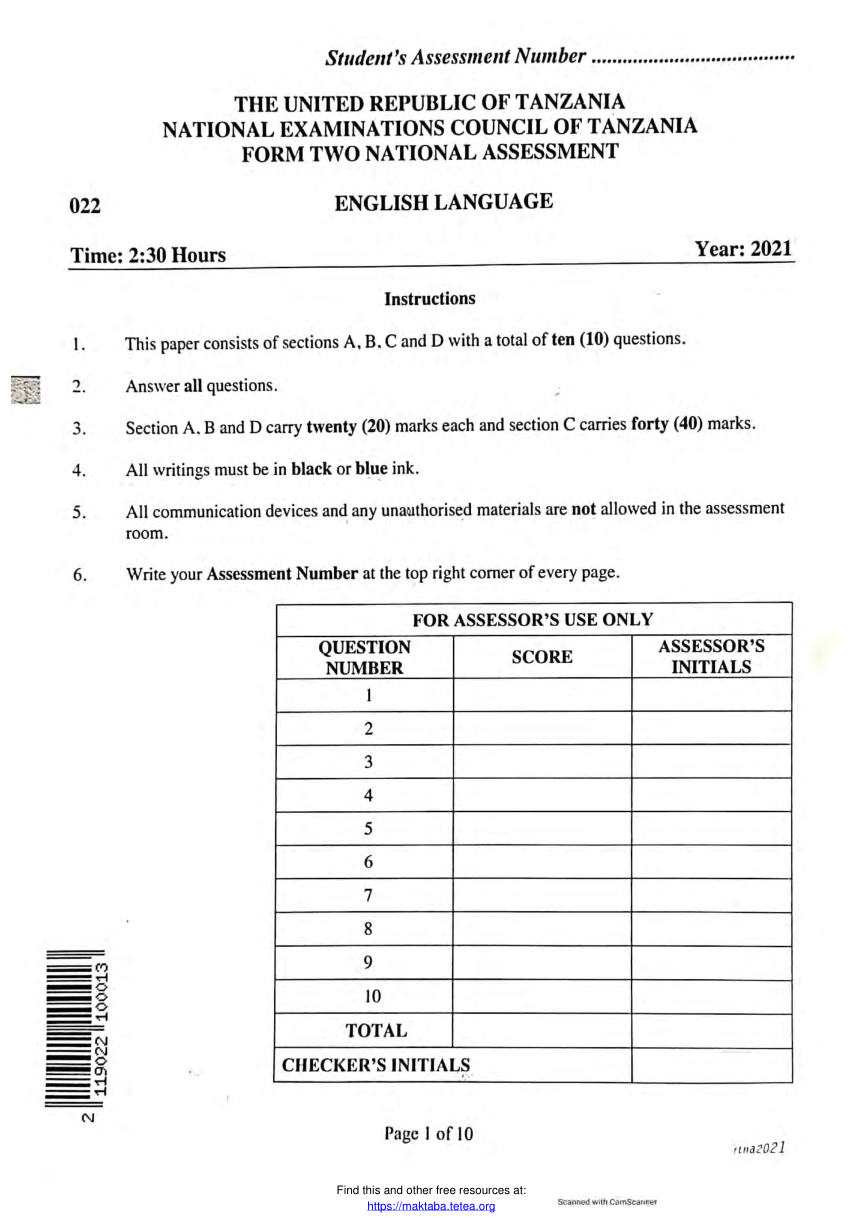 Student's Assessment Number ........................................
THE UNITED REPUBLIC OF TANZANIA
NATIONAL EXAMINATIONS COUNCIL OF TANZANIA
FORM TWO NATIONAL ASSESSMENT
022 ENGLISH LANGUAGE
Time: 2:30 Hours Year: 2021
Instructions
1. This paper consists of sections A, B, C and D with a total of ten (10) questions.
2. Answer all questions.
3. Section A, B and D carry twenty (20) marks each and section C carries forty (40) marks.
4. All writings must be in black or blue ink.
5. All communication devices and any unauthorised materials are not allowed in the assessment
room.
6. Write your Assessment Number at the top right corner of every page.
FOR ASSESSOR'S USE ONLY
QUESTION NUMBER SCORE ASSESSOR'S INITIALS
1
2
3
4
5
6
7
8
9
10
TOTAL
CHECKER'S INITIALS
2 119022 100013
Page 1 of 10
ftna2021
Find this and other free resources at:
https://maktaba.tetea.org
Scanned with CamScanner